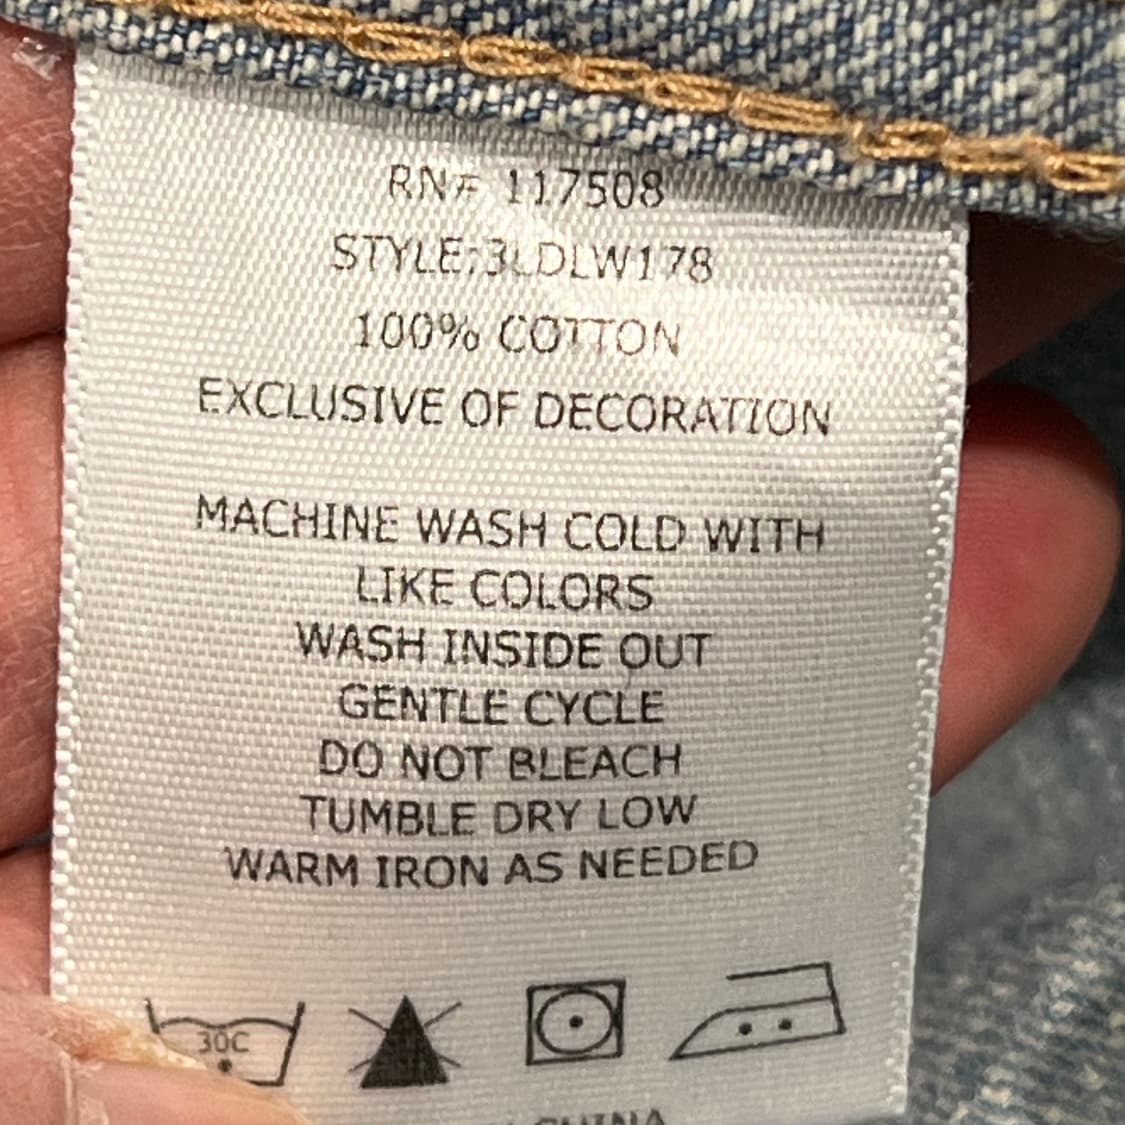 RN# 117508
STYLE:3LDLW178
100% COTTON
EXCLUSIVE OF DECORATION
MACHINE WASH COLD WITH
LIKE COLORS
WASH INSIDE OUT
GENTLE CYCLE
DO NOT BLEACH
TUMBLE DRY LOW
WARM IRON AS NEEDED
30C
CHINA